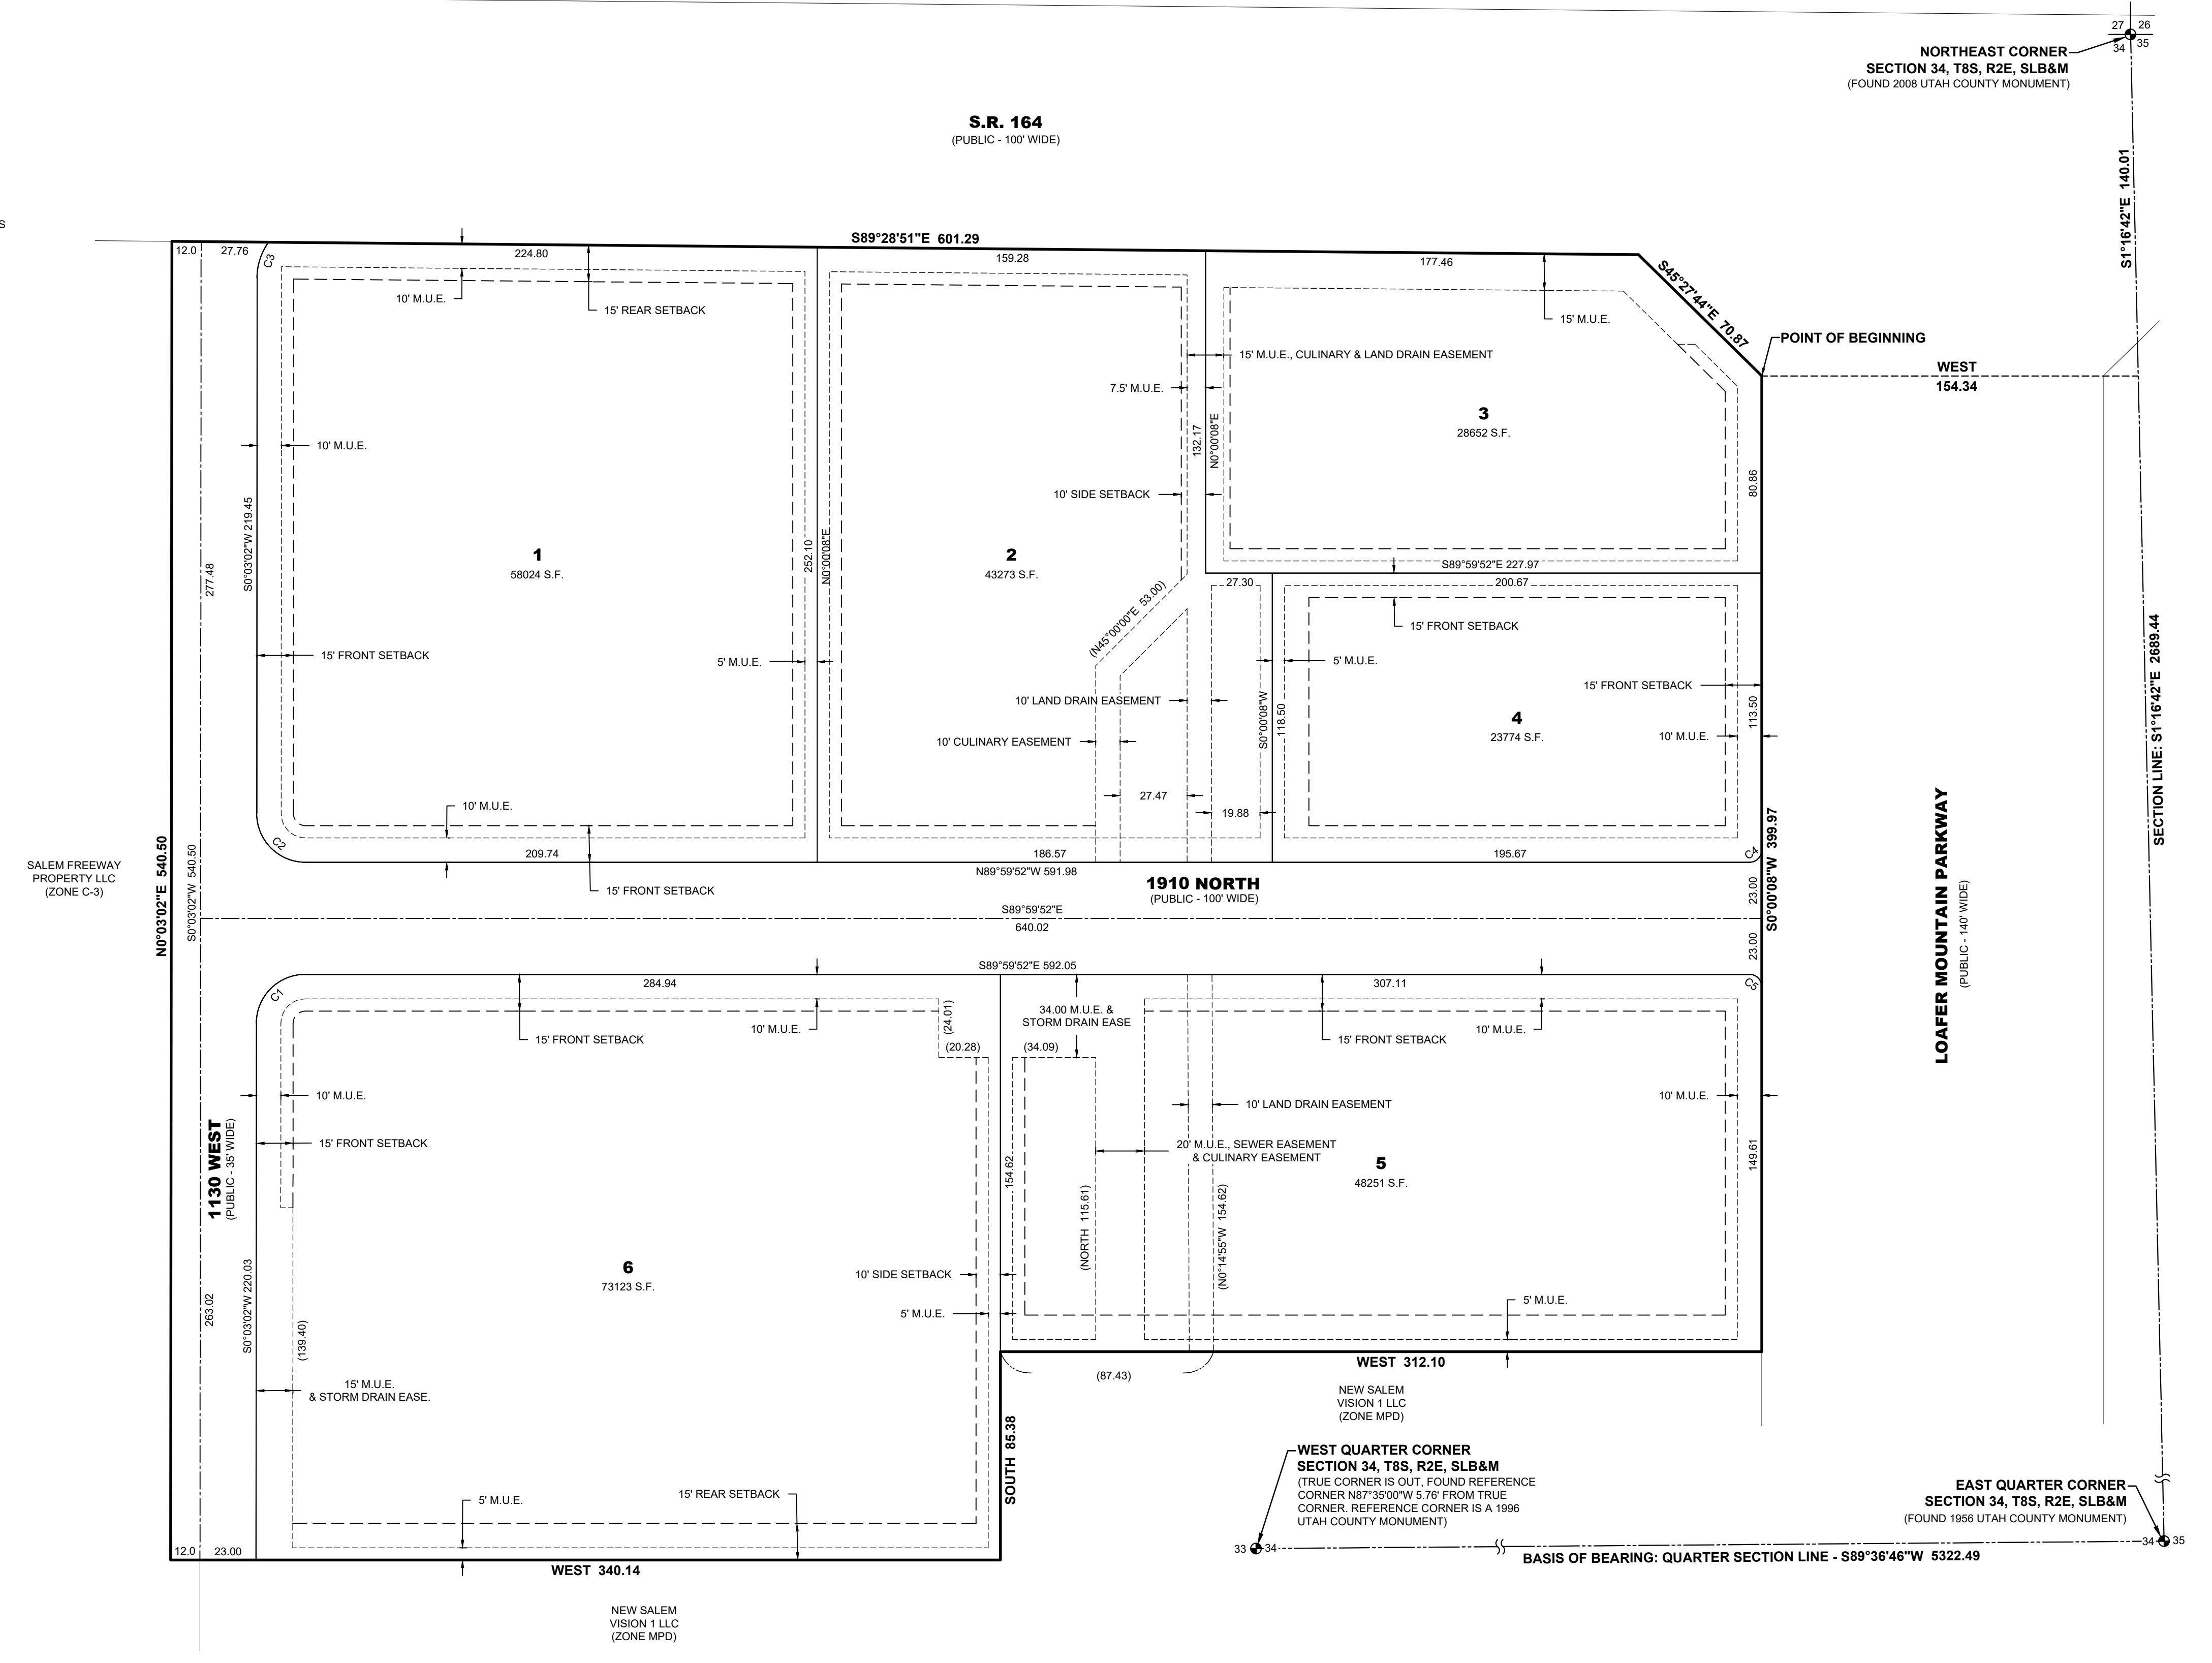 27 26
34 35
NORTHEAST CORNER
SECTION 34, T8S, R2E, SLB&M
(FOUND 2008 UTAH COUNTY MONUMENT)
S.R. 164
(PUBLIC - 100' WIDE)
S1°16'42"E 140.01
S
S89°28'51"E 601.29
12.0
27.76
C3
224.80
159.28
177.46
S45°27'44"E 70.87
10' M.U.E.
15' REAR SETBACK
15' M.U.E.
POINT OF BEGINNING
15' M.U.E., CULINARY & LAND DRAIN EASEMENT
WEST
154.34
7.5' M.U.E.
3
28652 S.F.
132.17
N0°00'08"E
10' M.U.E.
80.86
10' SIDE SETBACK
S0°03'02"W 219.45
277.48
1
58024 S.F.
252.10
N0°00'08"E
2
43273 S.F.
S89°59'52"E 227.97
27.30
200.67
(N45°00'00"E 53.00)
15' FRONT SETBACK
15' FRONT SETBACK
5' M.U.E.
5' M.U.E.
SECTION LINE: S1°16'42"E 2689.44
10' LAND DRAIN EASEMENT
15' FRONT SETBACK
S0°00'08"W
118.50
4
23774 S.F.
113.50
10' CULINARY EASEMENT
10' M.U.E.
27.47
19.88
10' M.U.E.
C2
209.74
186.57
195.67
C4
N89°59'52"W 591.98
15' FRONT SETBACK
1910 NORTH
(PUBLIC - 100' WIDE)
SALEM FREEWAY
PROPERTY LLC
(ZONE C-3)
N0°03'02"E 540.50
S0°03'02"W 540.50
S89°59'52"E
640.02
23.00
23.00
S0°00'08"W 399.97
LOAFER MOUNTAIN PARKWAY
(PUBLIC - 140' WIDE)
S89°59'52"E 592.05
C1
284.94
307.11
C5
34.00 M.U.E. &
STORM DRAIN EASE
(24.01)
10' M.U.E.
10' M.U.E.
15' FRONT SETBACK
15' FRONT SETBACK
(20.28)
(34.09)
10' M.U.E.
10' LAND DRAIN EASEMENT
10' M.U.E.
15' FRONT SETBACK
20' M.U.E., SEWER EASEMENT
& CULINARY EASEMENT
1130 WEST
(PUBLIC - 35' WIDE)
154.62
5
48251 S.F.
149.61
(NORTH 115.61)
(N0°14'55"W 154.62)
6
73123 S.F.
10' SIDE SETBACK
S0°03'02"W 220.03
263.02
5' M.U.E.
5' M.U.E.
(139.40)
WEST 312.10
(87.43)
15' M.U.E.
& STORM DRAIN EASE.
NEW SALEM
VISION 1 LLC
(ZONE MPD)
SOUTH 85.38
WEST QUARTER CORNER
SECTION 34, T8S, R2E, SLB&M
(TRUE CORNER IS OUT, FOUND REFERENCE
CORNER N87°35'00"W 5.76' FROM TRUE
CORNER. REFERENCE CORNER IS A 1996
UTAH COUNTY MONUMENT)
EAST QUARTER CORNER
SECTION 34, T8S, R2E, SLB&M
(FOUND 1956 UTAH COUNTY MONUMENT)
15' REAR SETBACK
5' M.U.E.
33 34
34 35
BASIS OF BEARING: QUARTER SECTION LINE - S89°36'46"W 5322.49
12.0
23.00
WEST 340.14
NEW SALEM
VISION 1 LLC
(ZONE MPD)